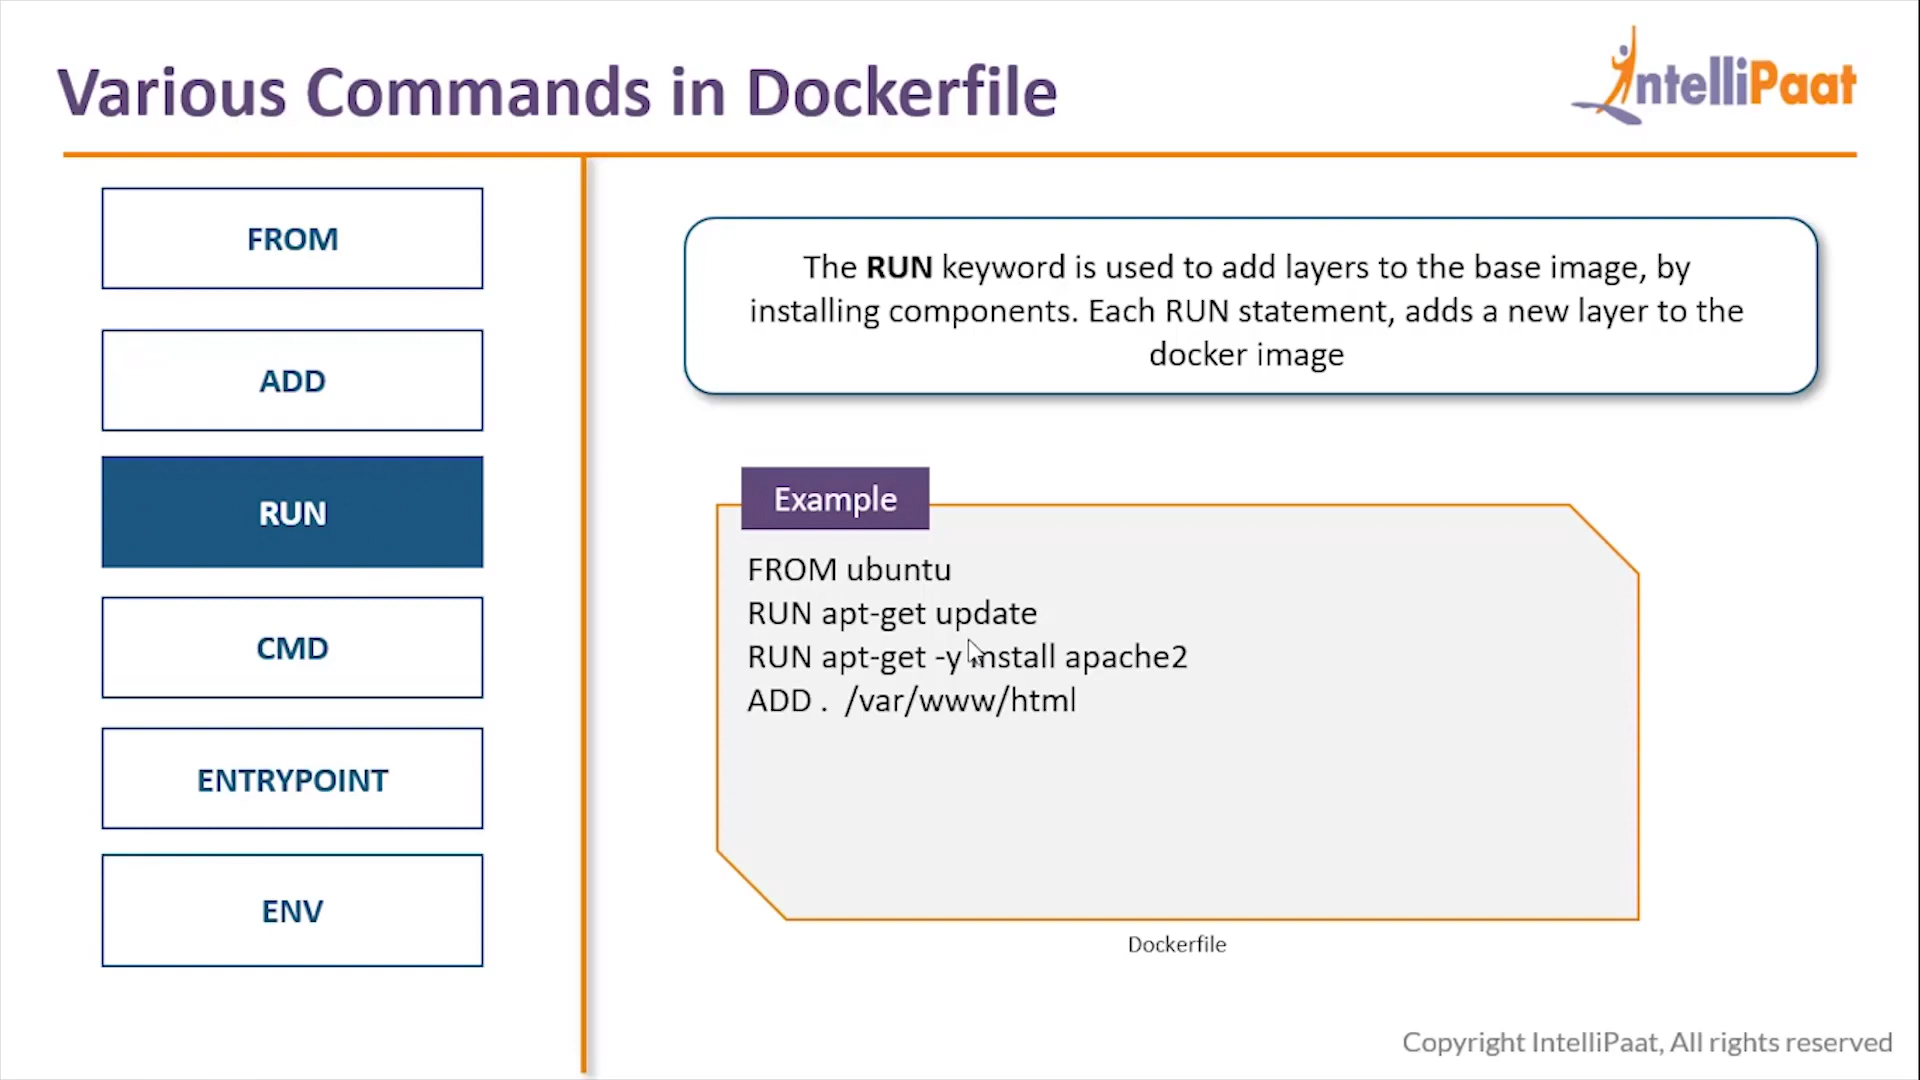 Various Commands in Dockerfile
IntelliPaat
FROM
ADD
RUN
CMD
ENTRYPOINT
ENV
The RUN keyword is used to add layers to the base image, by
installing components. Each RUN statement, adds a new layer to the
docker image
Example
FROM ubuntu
RUN apt-get update
RUN apt-get -y install apache2
ADD .  /var/www/html
Dockerfile
Copyright IntelliPaat, All rights reserved